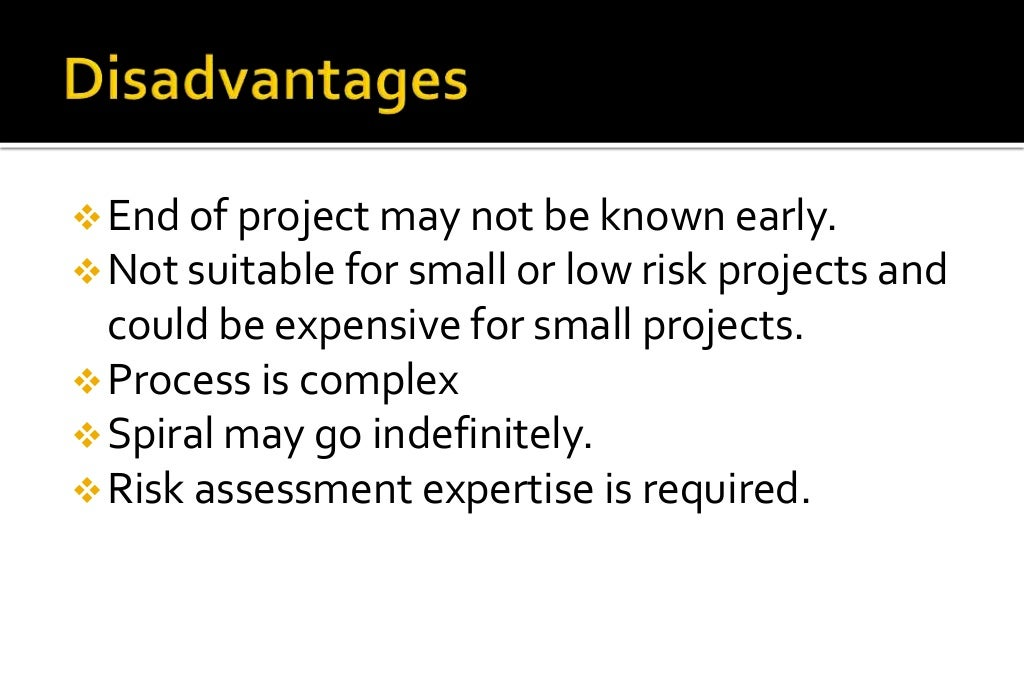 Disadvantages
❖End of project may not be known early.
❖Not suitable for small or low risk projects and
could be expensive for small projects.
❖Process is complex
❖Spiral may go indefinitely.
❖Risk assessment expertise is required.